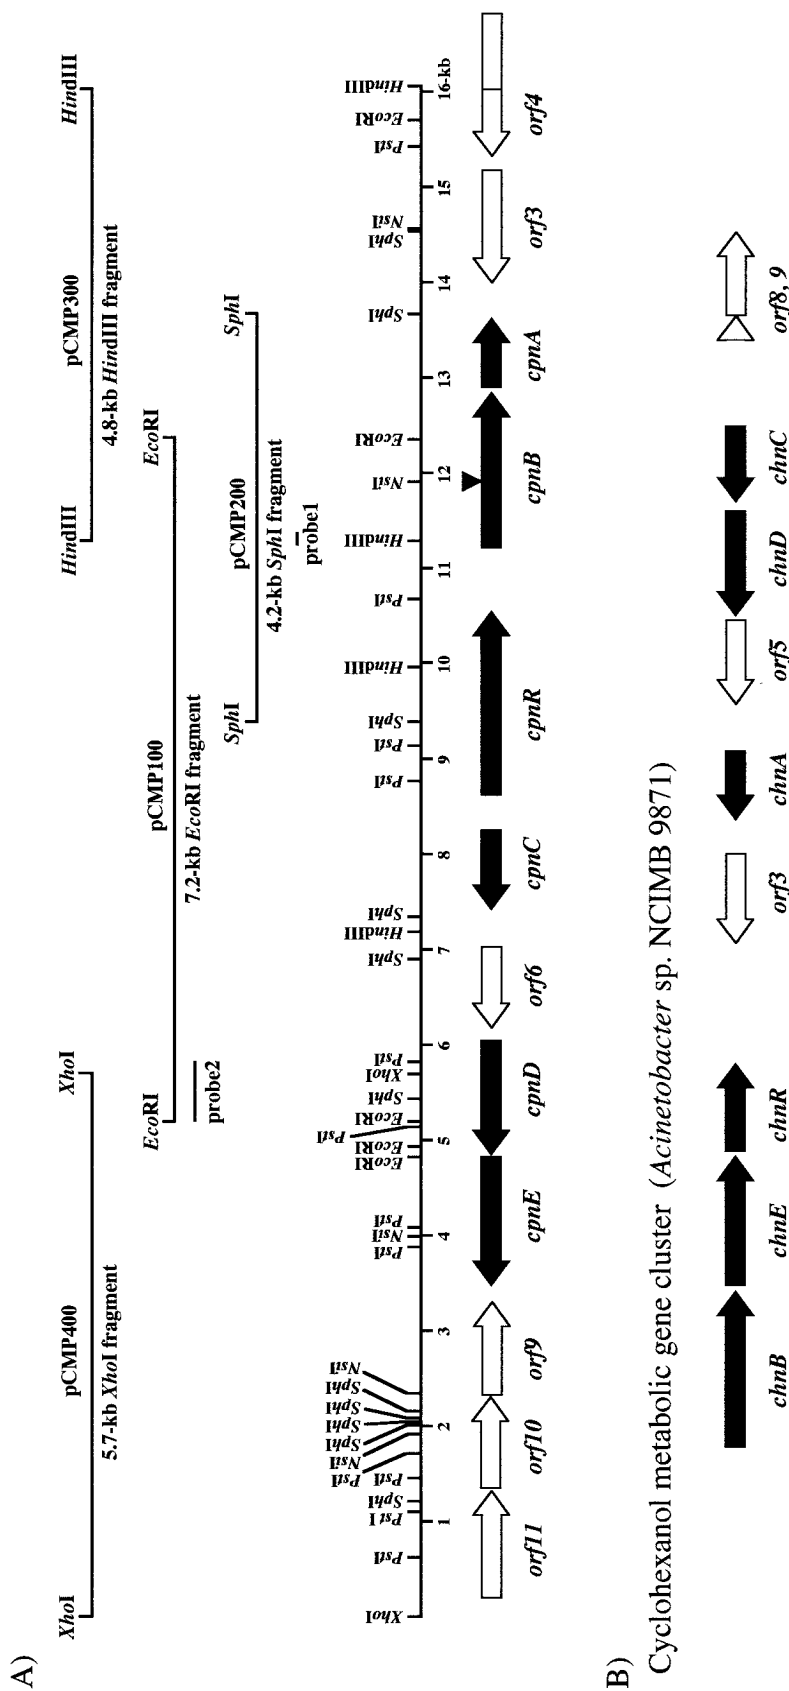 A)
XhoI XhoI HindIII HindIII
pCMP400 pCMP300
5.7-kb XhoI fragment 4.8-kb HindIII fragment
EcoRI EcoRI
pCMP100
7.2-kb EcoRI fragment
probe2
SphI SphI
pCMP200
4.2-kb SphI fragment
probe1
XhoI PstI PstI SphI PstI PstI NsiI SphI SphI SphI SphI NsiI PstI NsiI PstI EcoRI EcoRI PstI EcoRI SphI XhoI PstI SphI HindIII SphI PstI PstI SphI HindIII PstI HindIII NsiI EcoRI SphI SphI NsiI PstI EcoRI HindIII
1 2 3 4 5 6 7 8 9 10 11 12 13 14 15 16-kb
orf11 orf10 orf9 cpnE cpnD orf6 cpnC cpnR cpnB cpnA orf3 orf4
B)
Cyclohexanol metabolic gene cluster (Acinetobacter sp. NCIMB 9871)
chnB chnE chnR orf3 chnA orf5 chnD chnC orf8, 9